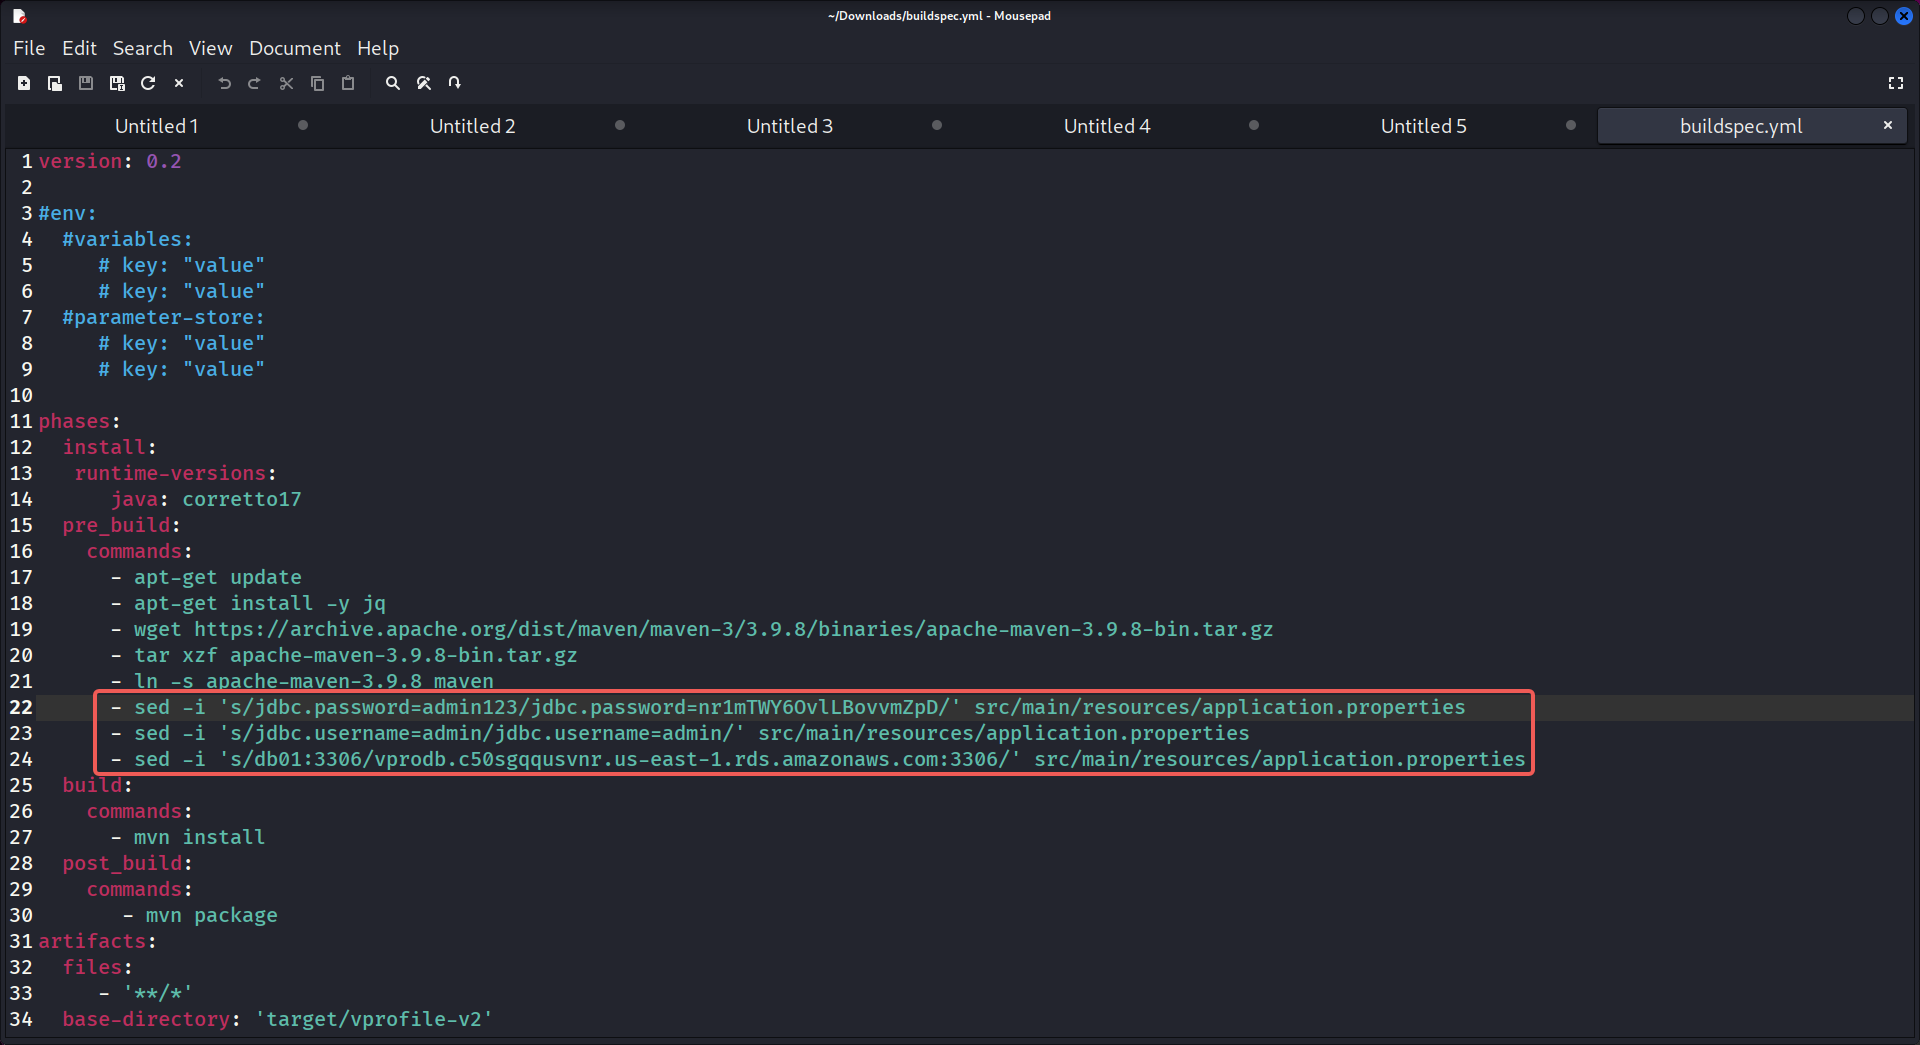 ~/Downloads/buildspec.yml - Mousepad
File Edit Search View Document Help
Untitled 1 Untitled 2 Untitled 3 Untitled 4 Untitled 5 buildspec.yml
1 version: 0.2
2
3 #env:
4   #variables:
5      # key: "value"
6      # key: "value"
7   #parameter-store:
8      # key: "value"
9      # key: "value"
10
11 phases:
12   install:
13    runtime-versions:
14       java: corretto17
15   pre_build:
16     commands:
17       - apt-get update
18       - apt-get install -y jq
19       - wget https://archive.apache.org/dist/maven/maven-3/3.9.8/binaries/apache-maven-3.9.8-bin.tar.gz
20       - tar xzf apache-maven-3.9.8-bin.tar.gz
21       - ln -s apache-maven-3.9.8 maven
22       - sed -i 's/jdbc.password=admin123/jdbc.password=nr1mTWY6OvlLBovvmZpD/' src/main/resources/application.properties
23       - sed -i 's/jdbc.username=admin/jdbc.username=admin/' src/main/resources/application.properties
24       - sed -i 's/db01:3306/vprodb.c50sgqqusvnr.us-east-1.rds.amazonaws.com:3306/' src/main/resources/application.properties
25   build:
26     commands:
27       - mvn install
28   post_build:
29     commands:
30        - mvn package
31 artifacts:
32   files:
33      - '**/*'
34   base-directory: 'target/vprofile-v2'